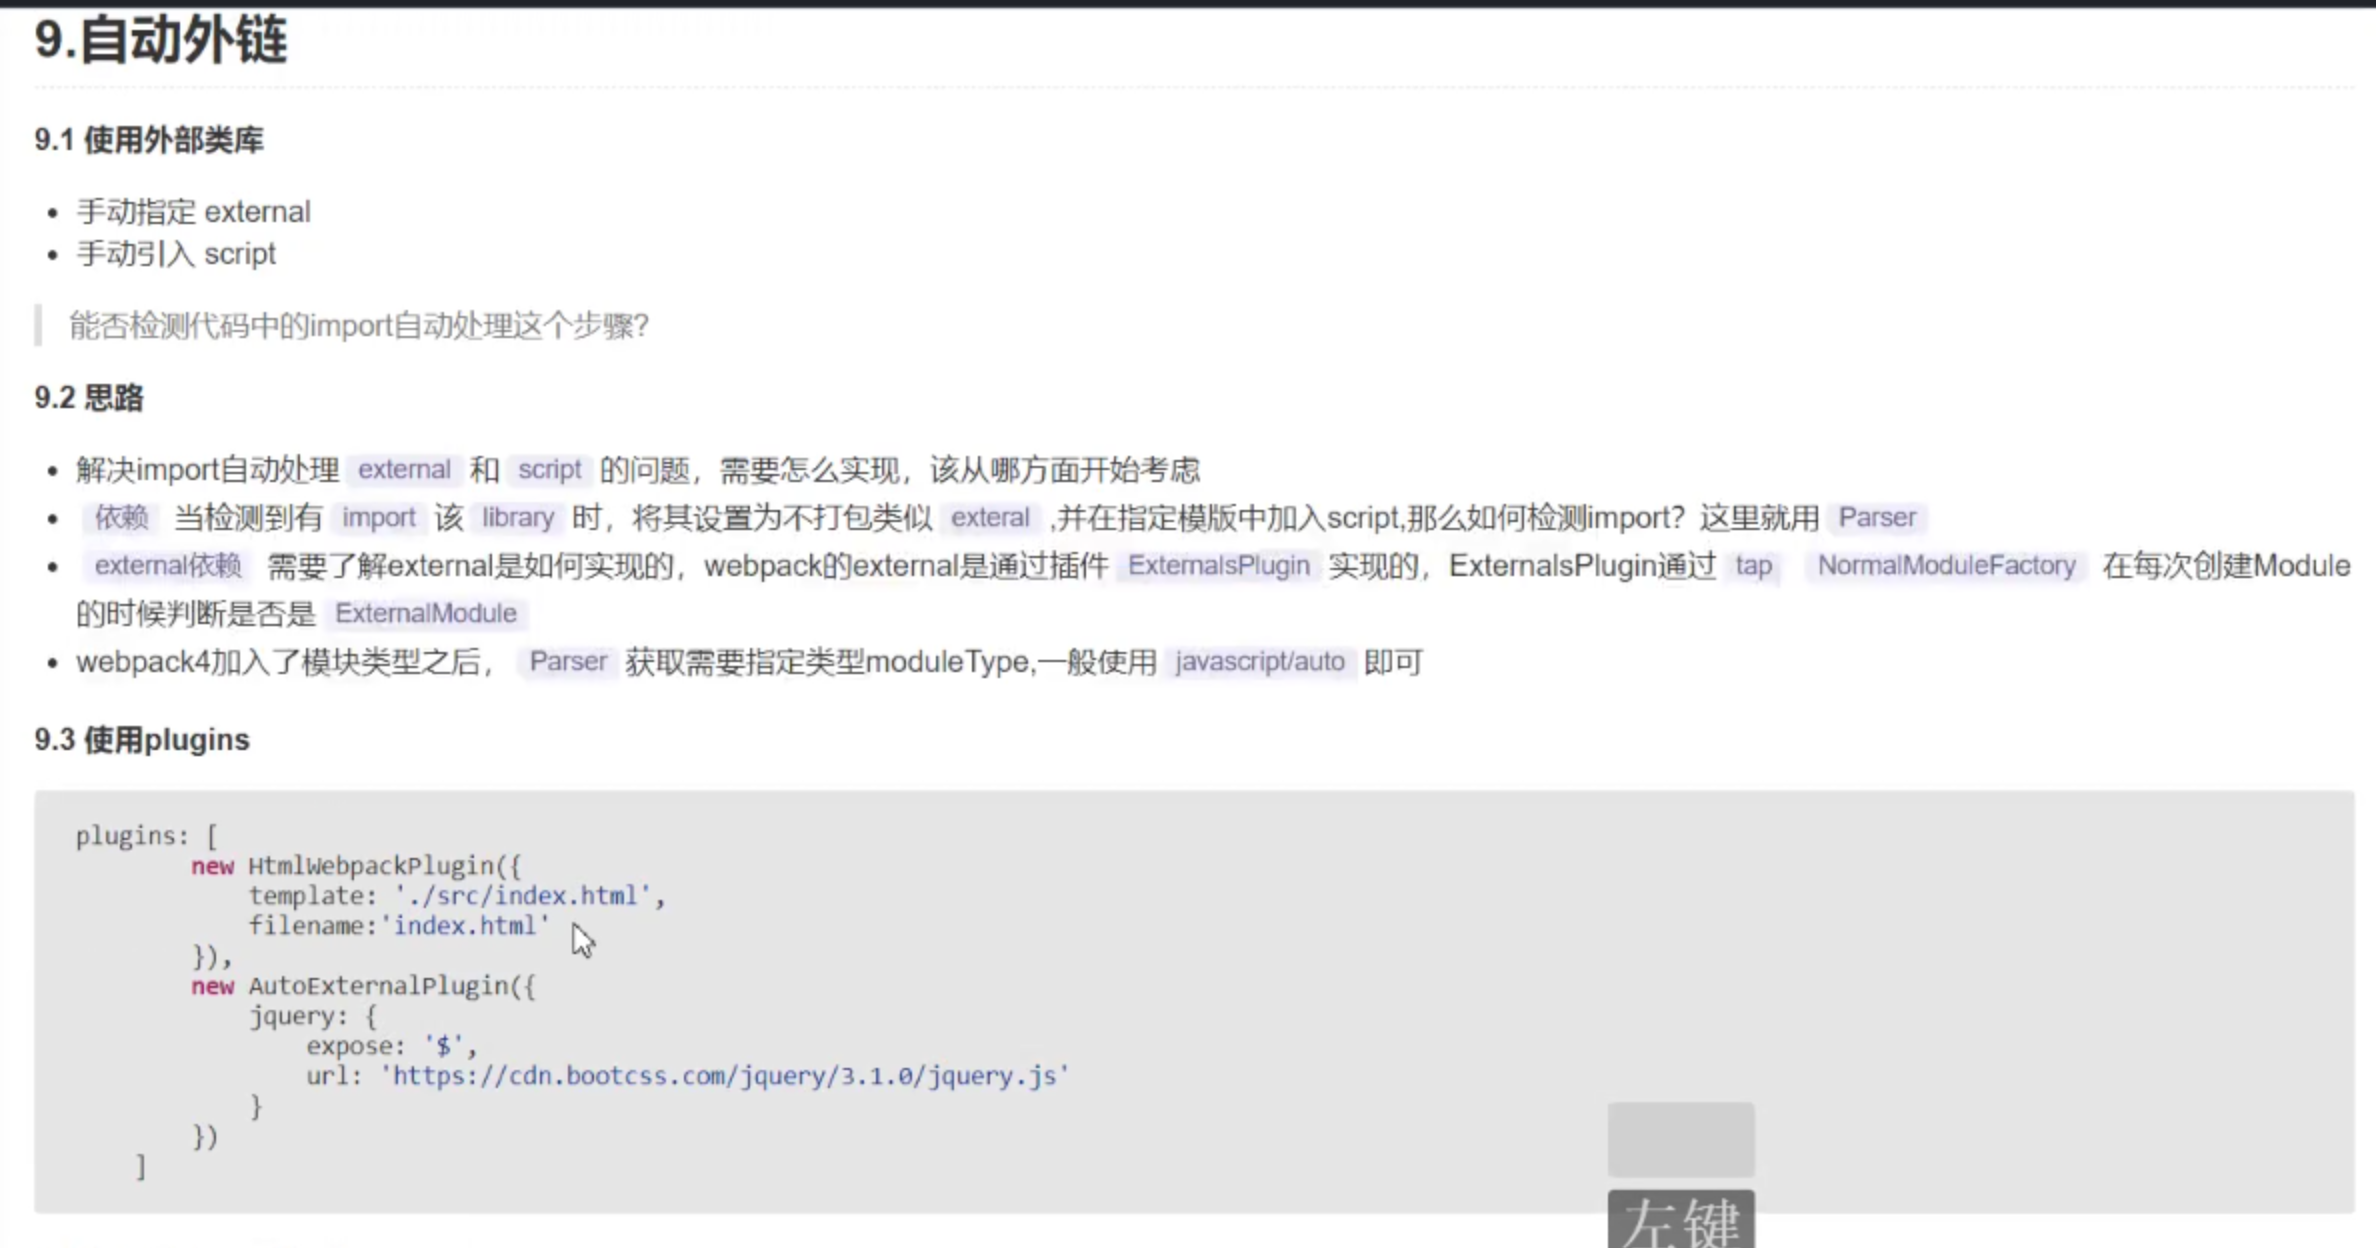 9.自动外链
9.1 使用外部类库
手动指定 external
手动引入 script
能否检测代码中的import自动处理这个步骤?
9.2 思路
解决import自动处理 external 和 script 的问题，需要怎么实现，该从哪方面开始考虑
依赖 当检测到有 import 该 library 时，将其设置为不打包类似 exteral ,并在指定模版中加入script,那么如何检测import？这里就用 Parser
external依赖 需要了解external是如何实现的，webpack的external是通过插件 ExternalsPlugin 实现的，ExternalsPlugin通过 tap NormalModuleFactory 在每次创建Module
的时候判断是否是 ExternalModule
webpack4加入了模块类型之后， Parser 获取需要指定类型moduleType,一般使用 javascript/auto 即可
9.3 使用plugins
plugins: [
new HtmlWebpackPlugin({
template: './src/index.html',
filename:'index.html'
}),
new AutoExternalPlugin({
jquery: {
expose: '$',
url: 'https://cdn.bootcss.com/jquery/3.1.0/jquery.js'
}
})
]
左键